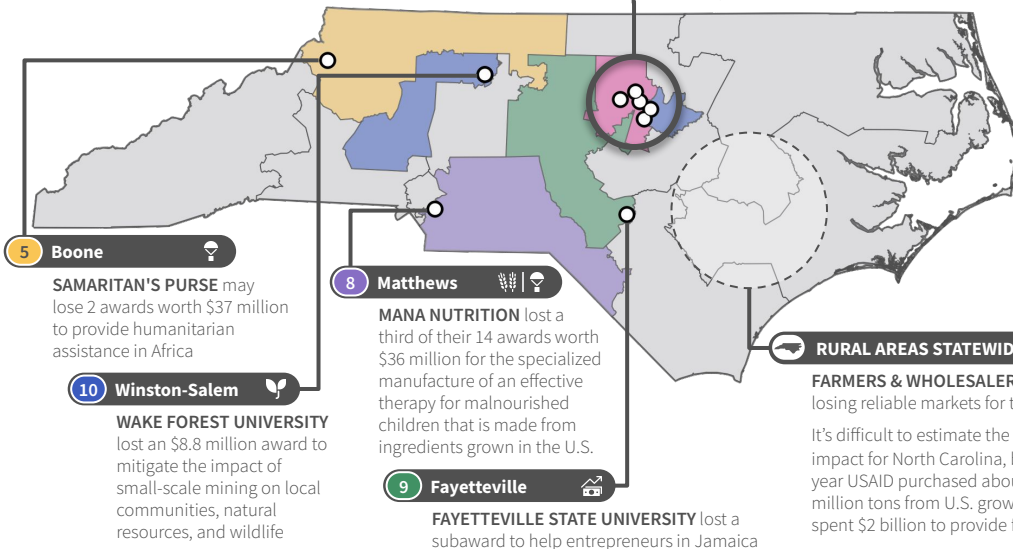 5 Boone
SAMARITAN'S PURSE may
lose 2 awards worth $37 million
to provide humanitarian
assistance in Africa
10 Winston-Salem
WAKE FOREST UNIVERSITY
lost an $8.8 million award to
mitigate the impact of
small-scale mining on local
communities, natural
resources, and wildlife
8 Matthews
MANA NUTRITION lost a
third of their 14 awards worth
$36 million for the specialized
manufacture of an effective
therapy for malnourished
children that is made from
ingredients grown in the U.S.
9 Fayetteville
FAYETTEVILLE STATE UNIVERSITY lost a
subaward to help entrepreneurs in Jamaica
RURAL AREAS STATEWID
FARMERS & WHOLESALER
losing reliable markets for t
It's difficult to estimate the
impact for North Carolina,
year USAID purchased abou
million tons from U.S. grow
spent $2 billion to provide f